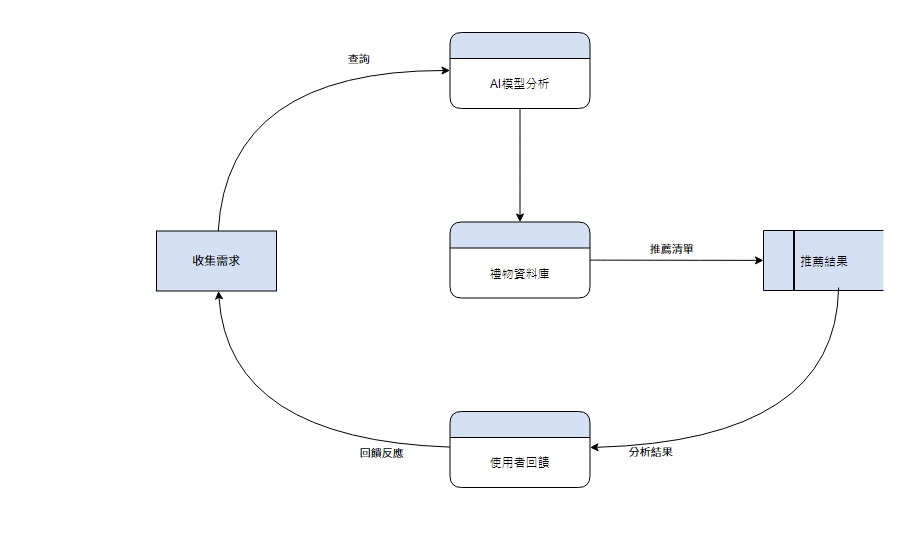 查詢
AI模型分析
收集需求
禮物資料庫
推薦清單
推薦結果
回饋反應
使用者回饋
分析結果